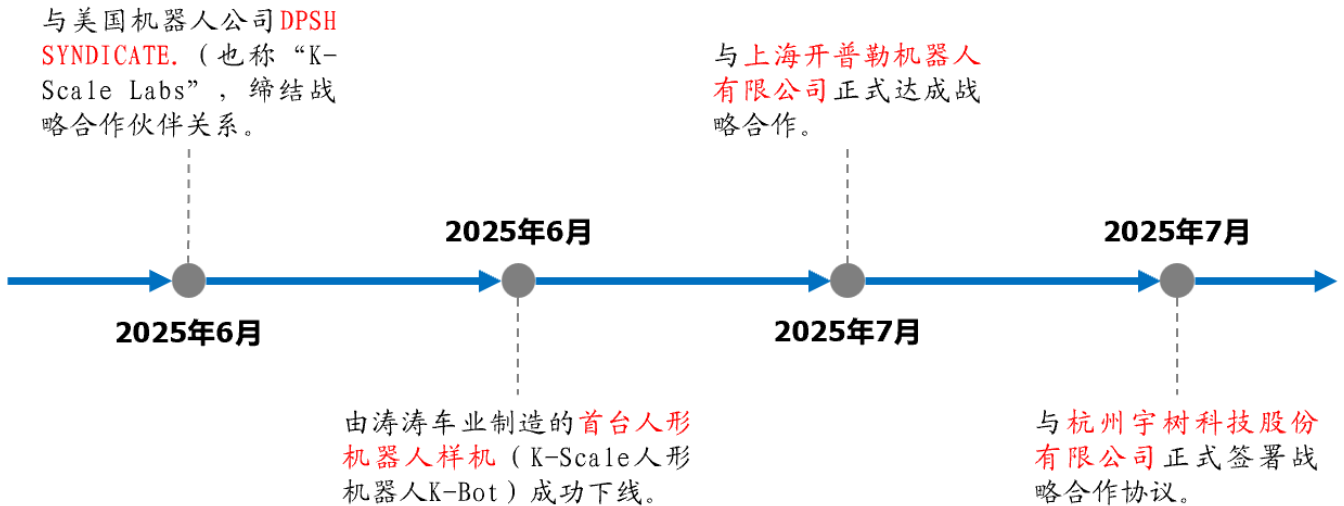 与美国机器人公司DPSH
SYNDICATE.（也称“K-
Scale Labs”，缔结战
略合作伙伴关系。
2025年6月
2025年6月
由涛涛车业制造的首台人形
机器人样机（K-Scale人形
机器人K-Bot）成功下线。
与上海开普勒机器人
有限公司正式达成战
略合作。
2025年7月
2025年7月
与杭州宇树科技股份
有限公司正式签署战
略合作协议。